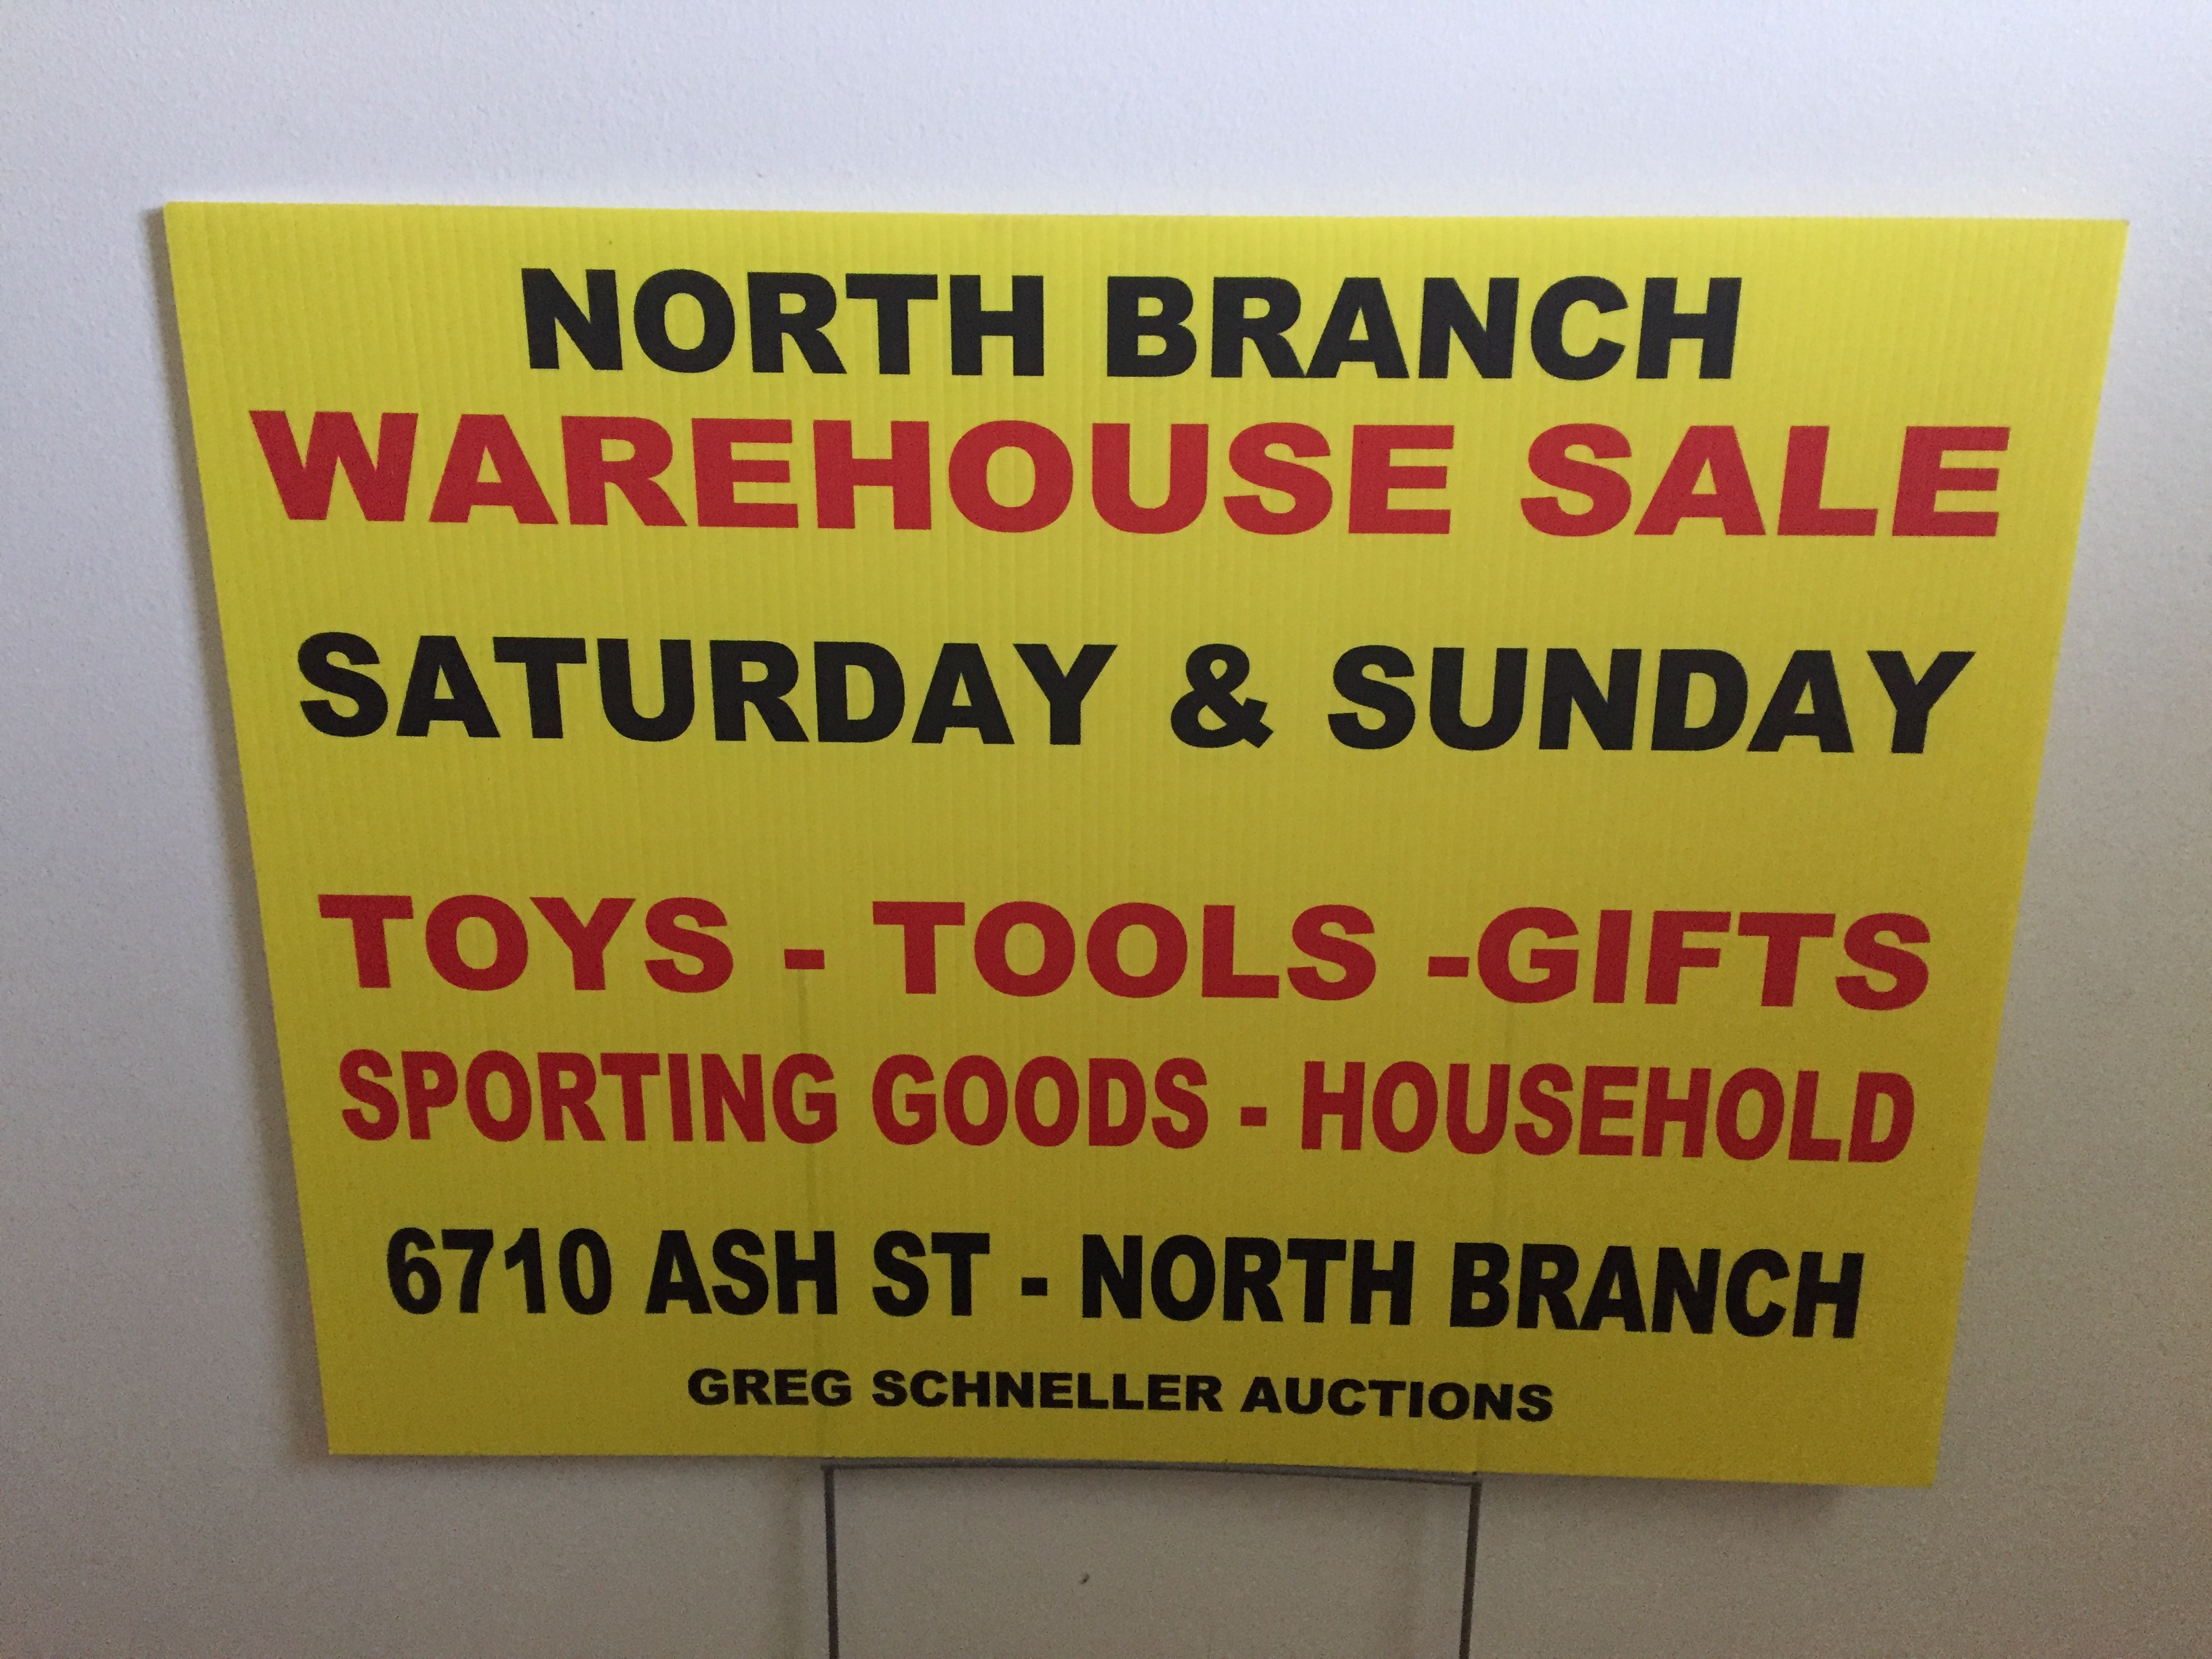 NORTH BRANCH
WAREHOUSE SALE
SATURDAY & SUNDAY
TOYS - TOOLS -GIFTS
SPORTING GOODS - HOUSEHOLD
6710 ASH ST - NORTH BRANCH
GREG SCHNELLER AUCTIONS